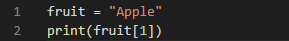 1 fruit = "Apple"
2 print(fruit[1])